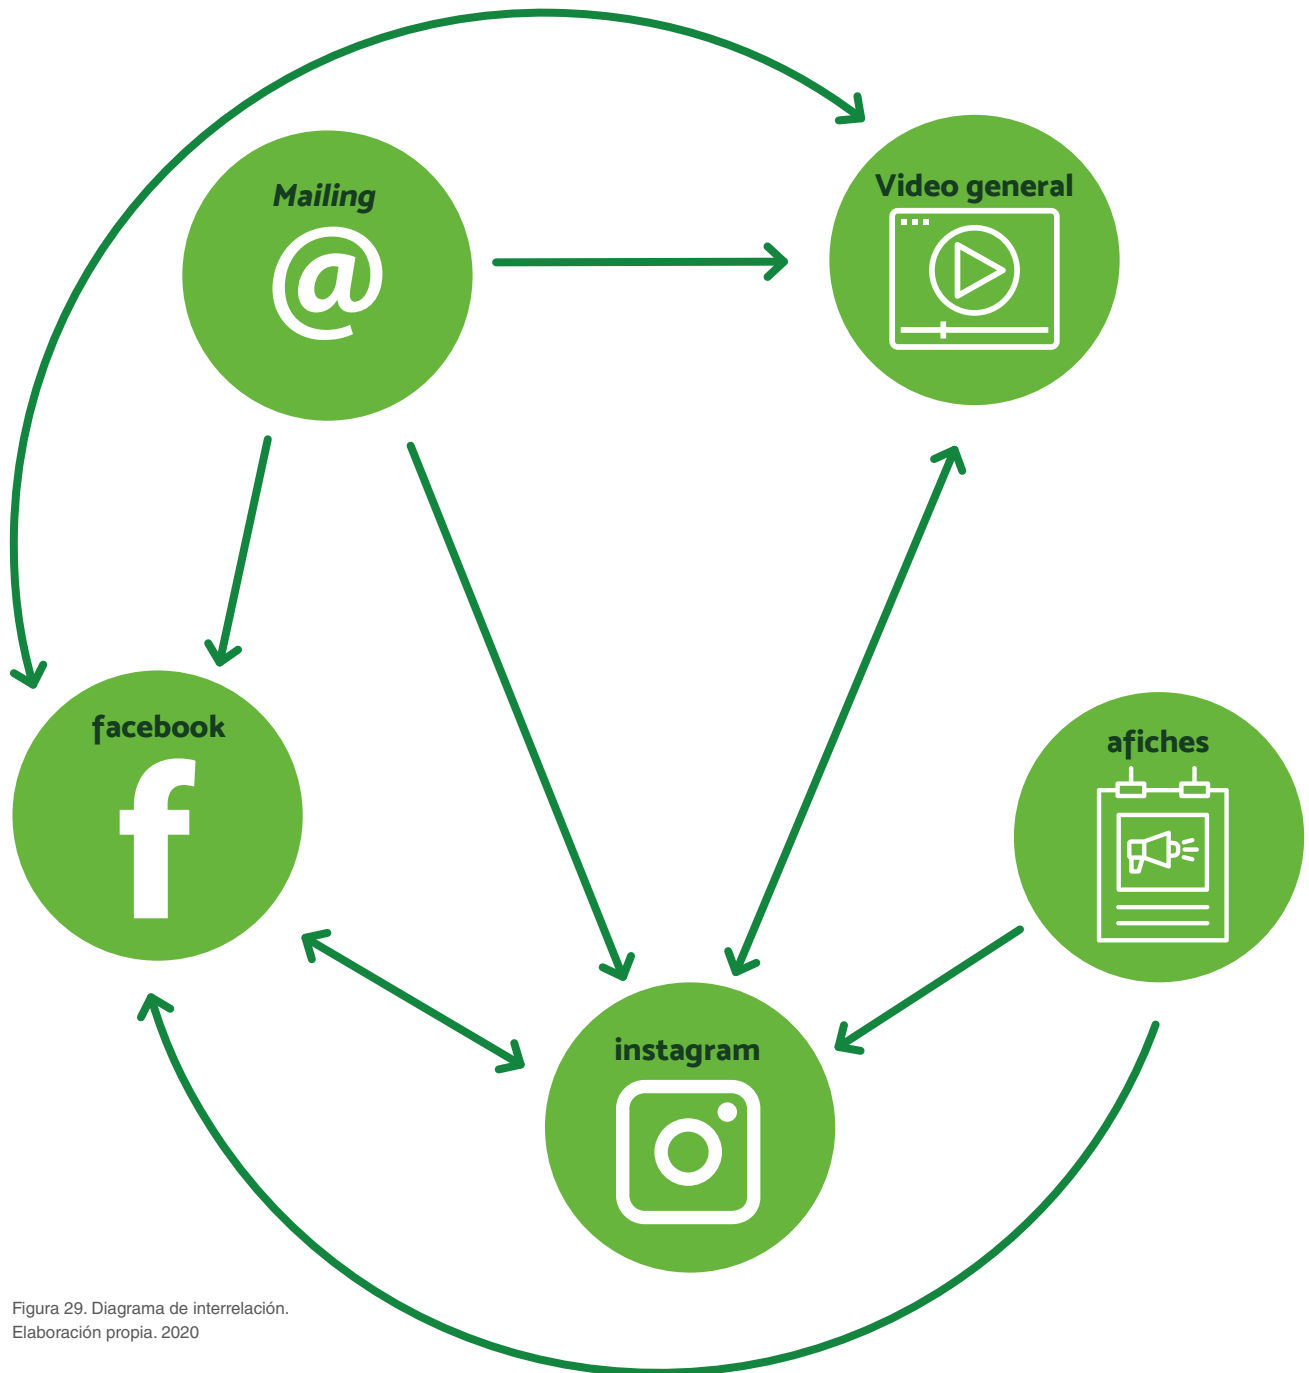 Mailing
@
Video general
facebook
f
afiches
instagram
Figura 29. Diagrama de interrelación.
Elaboración propia. 2020